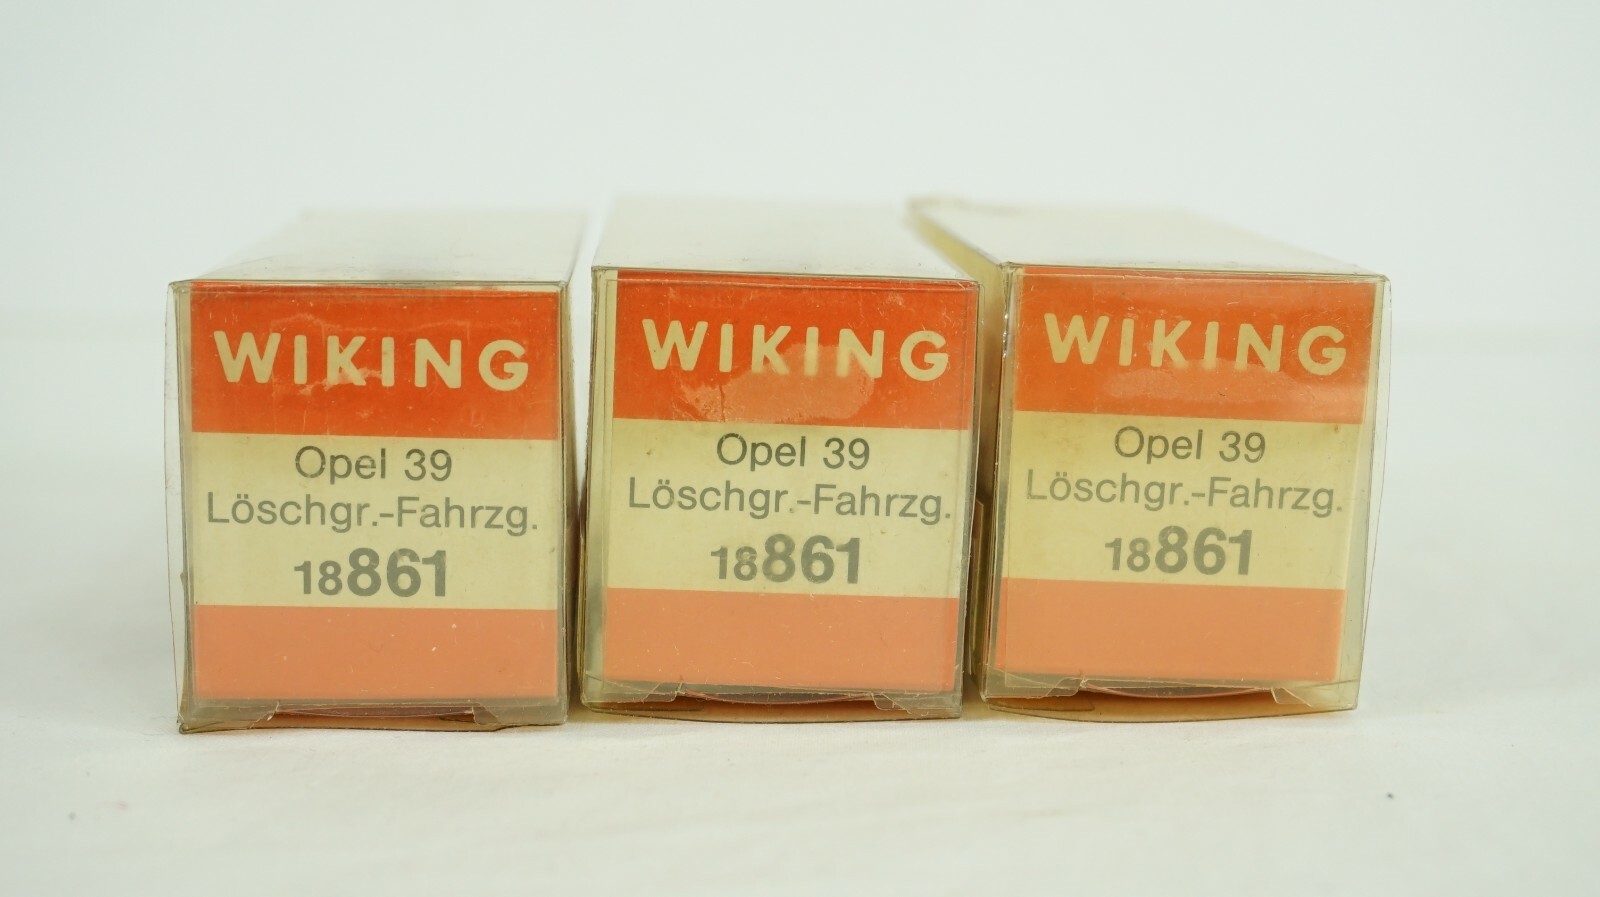 WIKING
Opel 39
Löschgr.-Fahrzg.
18861
WIKING
Opel 39
Löschgr.-Fahrzg.
18861
WIKING
Opel 39
Löschgr.-Fahrzg.
18861